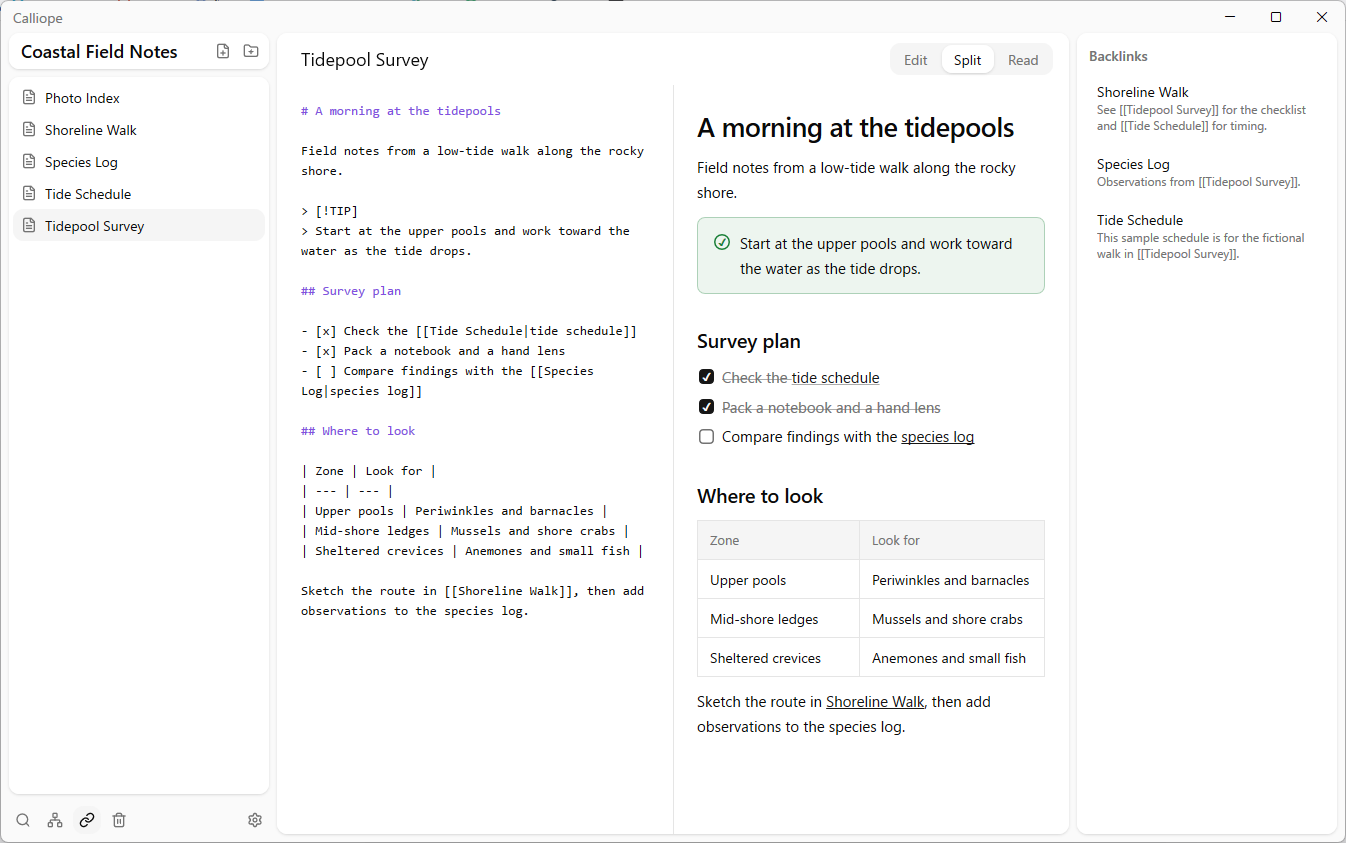 Calliope
Coastal Field Notes
Photo Index
Shoreline Walk
Species Log
Tide Schedule
Tidepool Survey
Tidepool Survey
Edit
Split
Read
# A morning at the tidepools
Field notes from a low-tide walk along the rocky
shore.
> [!TIP]
> Start at the upper pools and work toward the
water as the tide drops.
## Survey plan
- [x] Check the [[Tide Schedule|tide schedule]]
- [x] Pack a notebook and a hand lens
- [ ] Compare findings with the [[Species
Log|species log]]
## Where to look
| Zone | Look for |
| --- | --- |
| Upper pools | Periwinkles and barnacles |
| Mid-shore ledges | Mussels and shore crabs |
| Sheltered crevices | Anemones and small fish |
Sketch the route in [[Shoreline Walk]], then add
observations to the species log.
A morning at the tidepools
Field notes from a low-tide walk along the rocky
shore.
Start at the upper pools and work toward
the water as the tide drops.
Survey plan
Check the tide schedule
Pack a notebook and a hand lens
Compare findings with the species log
Where to look
Zone Look for
Upper pools Periwinkles and barnacles
Mid-shore ledges Mussels and shore crabs
Sheltered crevices Anemones and small fish
Sketch the route in Shoreline Walk, then add
observations to the species log.
Backlinks
Shoreline Walk
See [[Tidepool Survey]] for the checklist
and [[Tide Schedule]] for timing.
Species Log
Observations from [[Tidepool Survey]].
Tide Schedule
This sample schedule is for the fictional
walk in [[Tidepool Survey]].